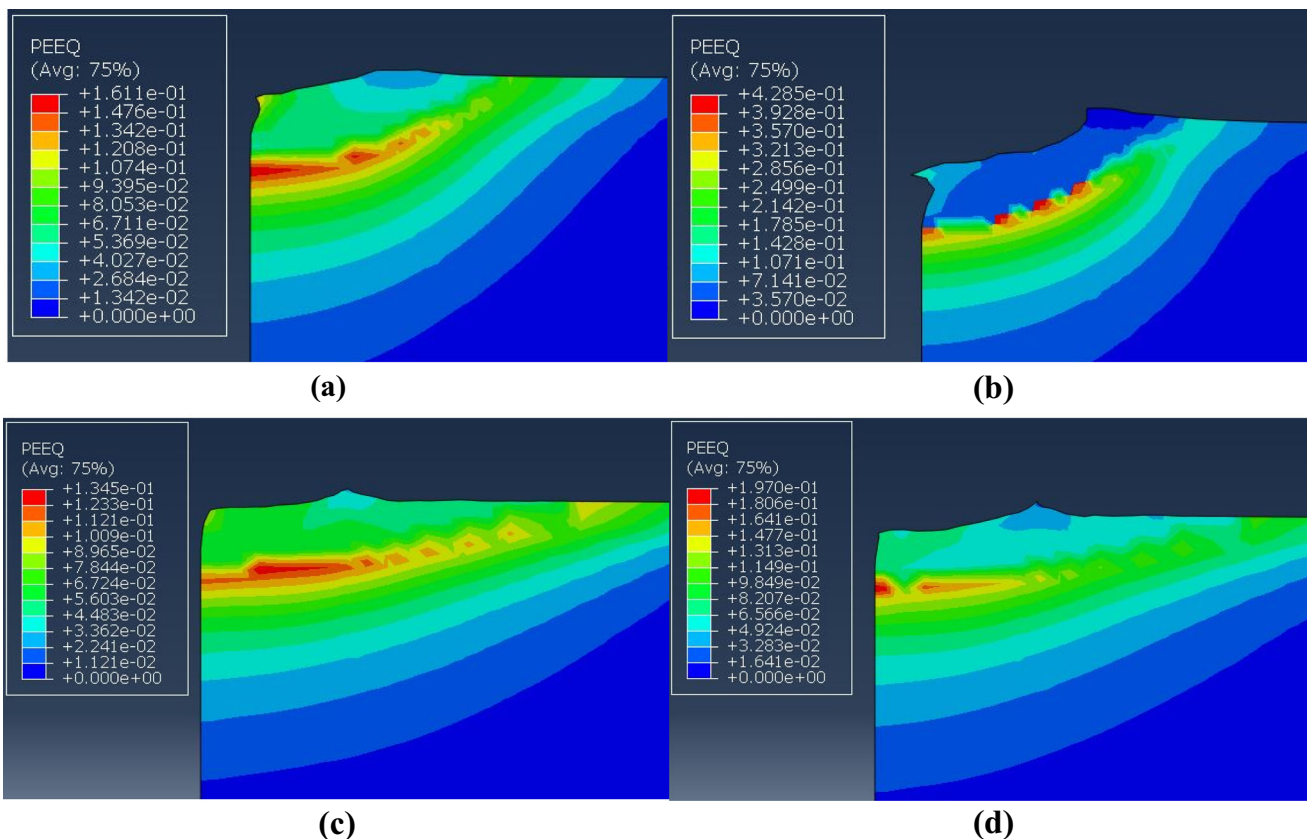 PEEQ
(Avg: 75%)
+1.611e-01
+1.476e-01
+1.342e-01
+1.208e-01
+1.074e-01
+9.395e-02
+8.053e-02
+6.711e-02
+5.369e-02
+4.027e-02
+2.684e-02
+1.342e-02
+0.000e+00
(a)
PEEQ
(Avg: 75%)
+4.285e-01
+3.928e-01
+3.570e-01
+3.213e-01
+2.856e-01
+2.499e-01
+2.142e-01
+1.785e-01
+1.428e-01
+1.071e-01
+7.141e-02
+3.570e-02
+0.000e+00
(b)
PEEQ
(Avg: 75%)
+1.345e-01
+1.233e-01
+1.121e-01
+1.009e-01
+8.965e-02
+7.844e-02
+6.724e-02
+5.603e-02
+4.483e-02
+3.362e-02
+2.241e-02
+1.121e-02
+0.000e+00
(c)
PEEQ
(Avg: 75%)
+1.970e-01
+1.806e-01
+1.641e-01
+1.477e-01
+1.313e-01
+1.149e-01
+9.849e-02
+8.207e-02
+6.566e-02
+4.924e-02
+3.283e-02
+1.641e-02
+0.000e+00
(d)